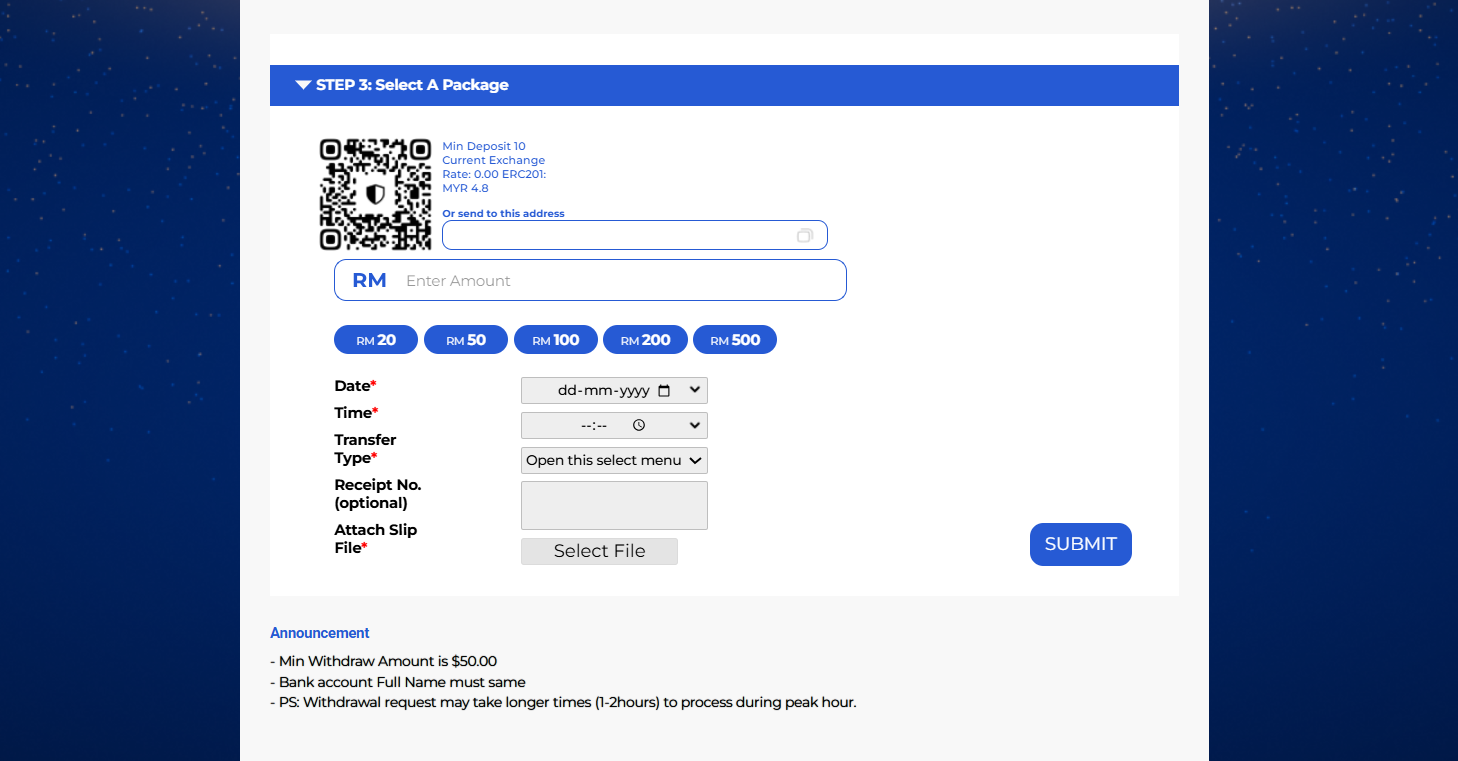 STEP 3: Select A Package
Min Deposit 10
Current Exchange
Rate: 0.00 ERC201:
MYR 4.8
Or send to this address
RM Enter Amount
RM 20 RM 50 RM 100 RM 200 RM 500
Date* dd-mm-yyyy
Time* --:--
Transfer
Type*
Open this select menu
Receipt No.
(optional)
Attach Slip
File*
Select File
SUBMIT
Announcement
- Min Withdraw Amount is $50.00
- Bank account Full Name must same
- PS: Withdrawal request may take longer times (1-2hours) to process during peak hour.